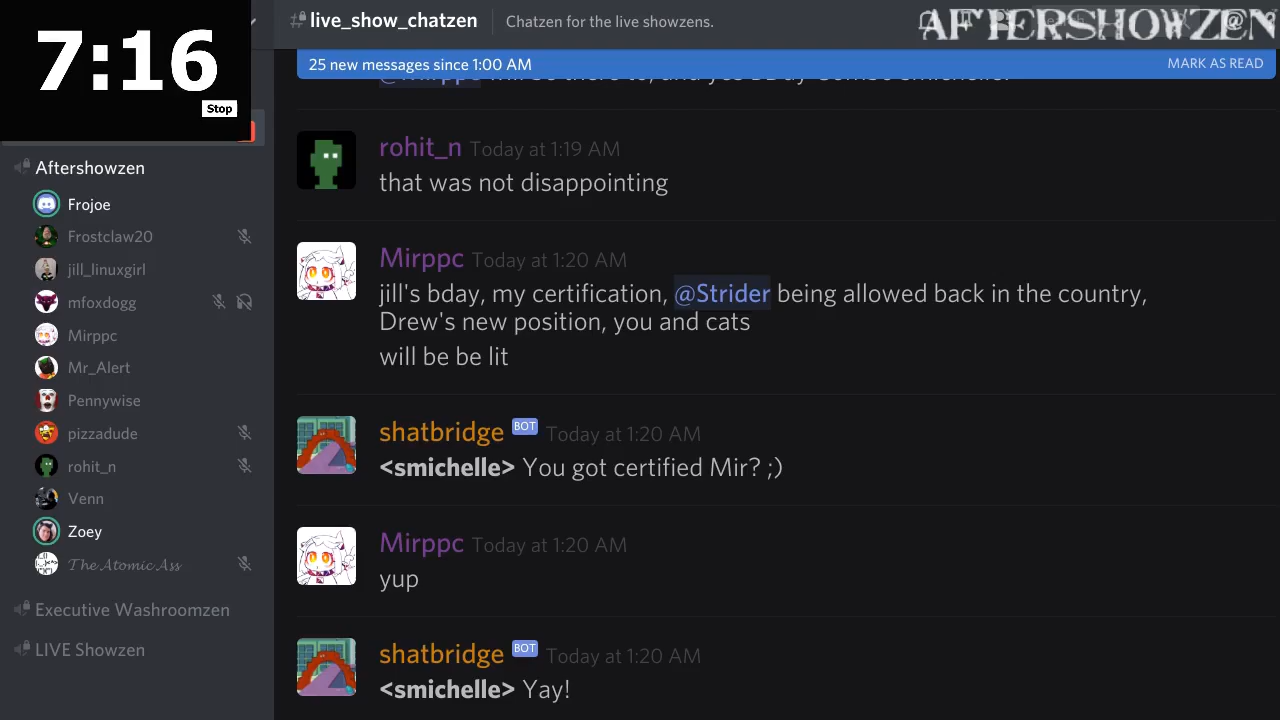 7:16
Stop
live_show_chatzen
Chatzen for the live showzens.
AFTERSHOWZEN
25 new messages since 1:00 AM
MARK AS READ
Aftershowzen
Frojoe
Frostclaw20
jill_linuxgirl
mfoxdogg
Mirppc
Mr_Alert
Pennywise
pizzadude
rohit_n
Venn
Zoey
The Atomic Ass
Executive Washroomzen
LIVE Showzen
rohit_n Today at 1:19 AM
that was not disappointing
Mirppc Today at 1:20 AM
jill's bday, my certification, @Strider being allowed back in the country,
Drew's new position, you and cats
will be be lit
shatbridge BOT Today at 1:20 AM
<smichelle> You got certified Mir? ;)
Mirppc Today at 1:20 AM
yup
shatbridge BOT Today at 1:20 AM
<smichelle> Yay!